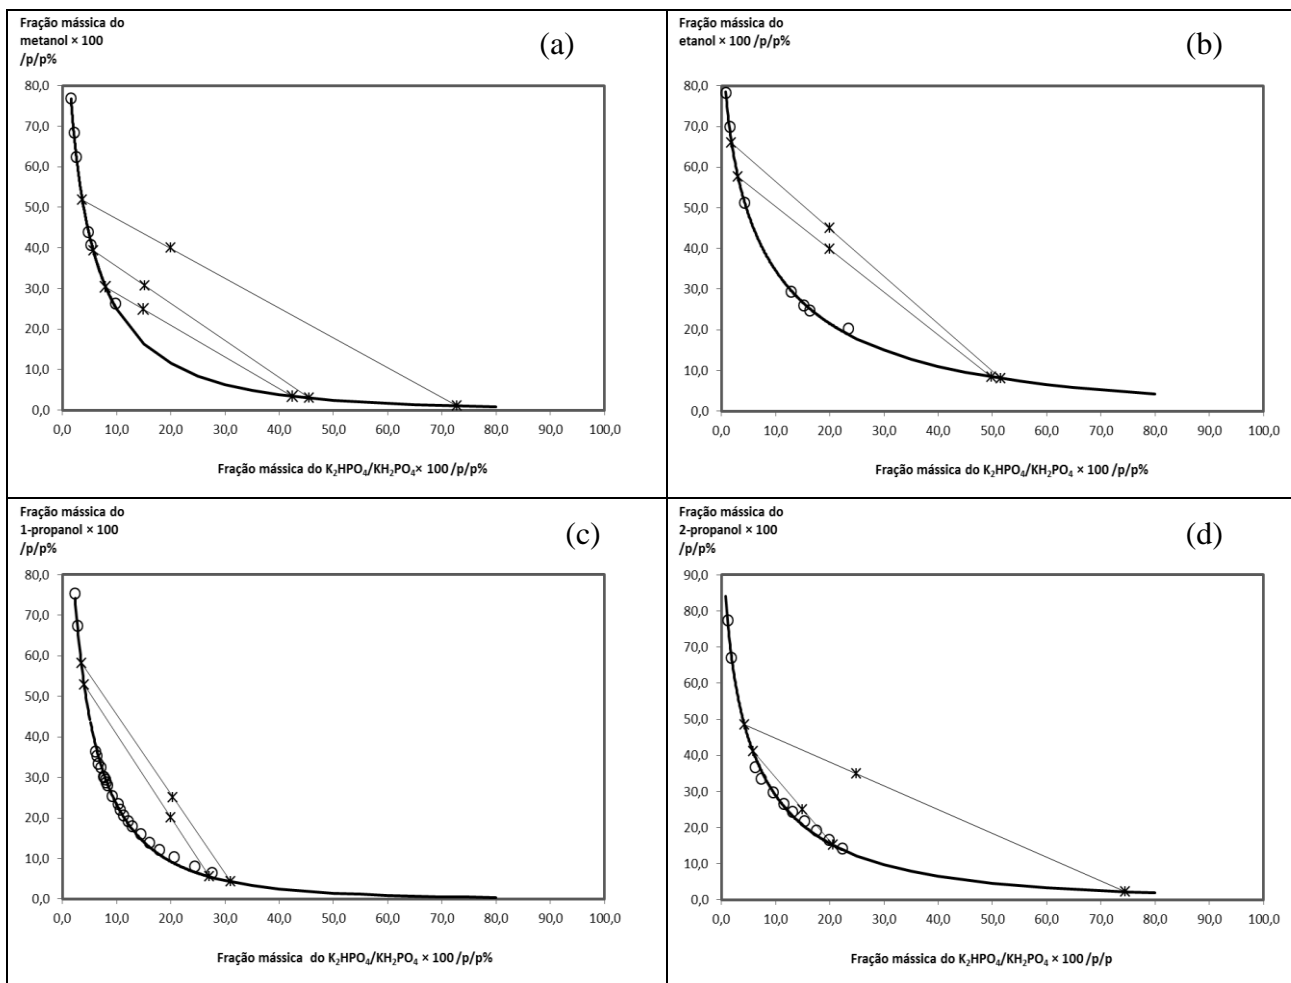 Fração mássica do
metanol × 100
/p/p%
(a)
80,0
70,0
60,0
50,0
40,0
30,0
20,0
10,0
0,0
0,0 10,0 20,0 30,0 40,0 50,0 60,0 70,0 80,0 90,0 100,0
Fração mássica do K₂HPO₄/KH₂PO₄× 100 /p/p%
Fração mássica do
etanol × 100 /p/p%
(b)
80,0
70,0
60,0
50,0
40,0
30,0
20,0
10,0
0,0
0,0 10,0 20,0 30,0 40,0 50,0 60,0 70,0 80,0 90,0 100,0
Fração mássica do K₂HPO₄/KH₂PO₄ × 100 /p/p%
Fração mássica do
1-propanol × 100
/p/p%
(c)
80,0
70,0
60,0
50,0
40,0
30,0
20,0
10,0
0,0
0,0 10,0 20,0 30,0 40,0 50,0 60,0 70,0 80,0 90,0 100,0
Fração mássica do K₂HPO₄/KH₂PO₄ × 100 /p/p%
Fração mássica do
2-propanol × 100
/p/p%
(d)
90,0
80,0
70,0
60,0
50,0
40,0
30,0
20,0
10,0
0,0
0,0 10,0 20,0 30,0 40,0 50,0 60,0 70,0 80,0 90,0 100,0
Fração mássica do K₂HPO₄/KH₂PO₄ × 100 /p/p